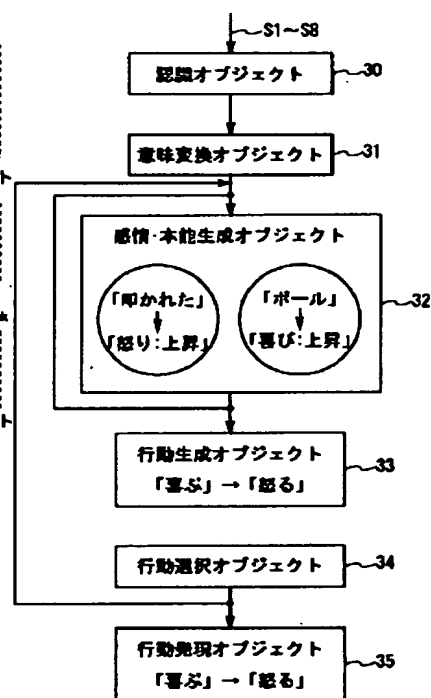 S1~S8
認識オブジェクト 30
意味変換オブジェクト 31
感情・本能生成オブジェクト
32
「叩かれた」 「ボール」
↓ ↓
「怒り:上昇」 「喜び:上昇」
行動生成オブジェクト 33
「喜ぶ」→「怒る」
行動選択オブジェクト 34
行動発現オブジェクト 35
「喜ぶ」→「怒る」